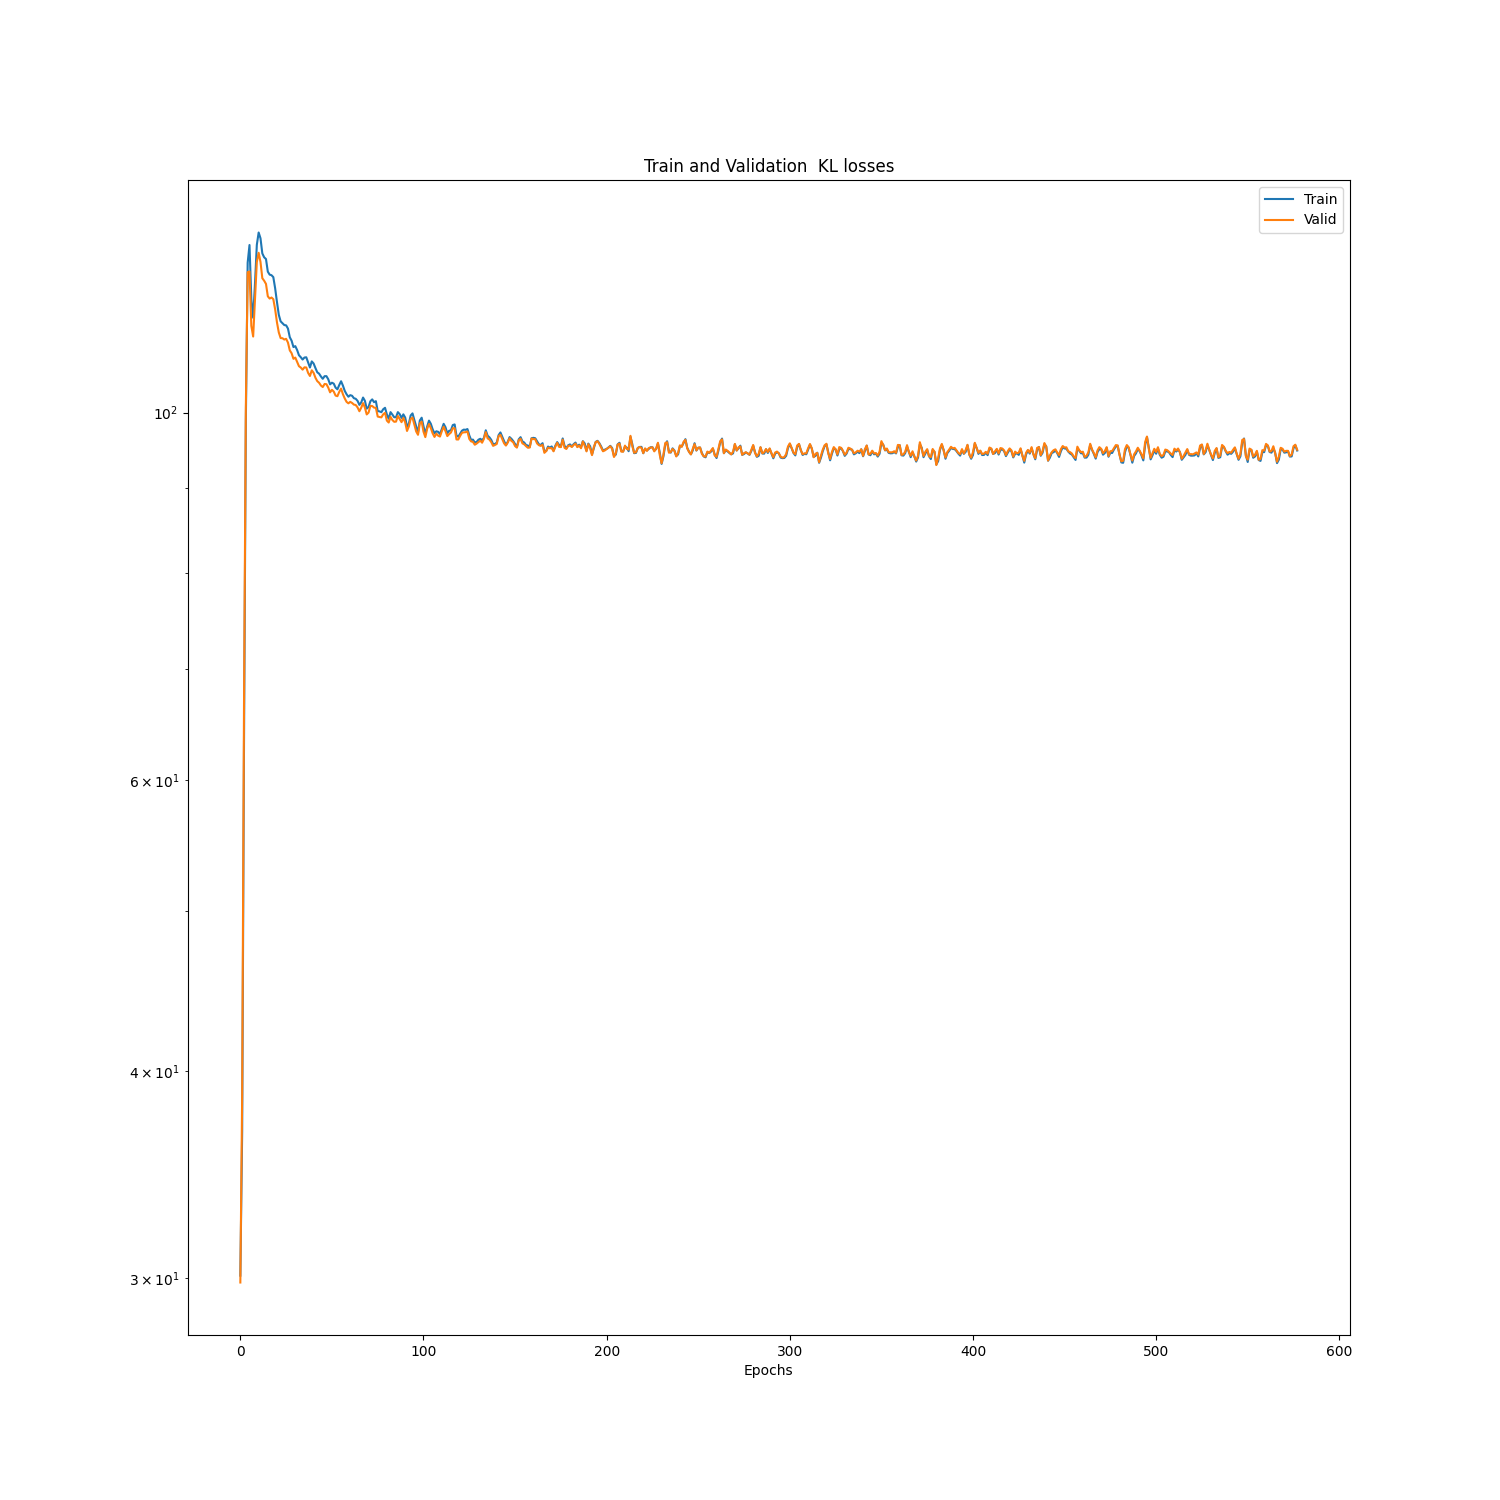 Train and Validation  KL losses
Train
Valid
10²
6 × 10¹
4 × 10¹
3 × 10¹
0 100 200 300 400 500 600
Epochs